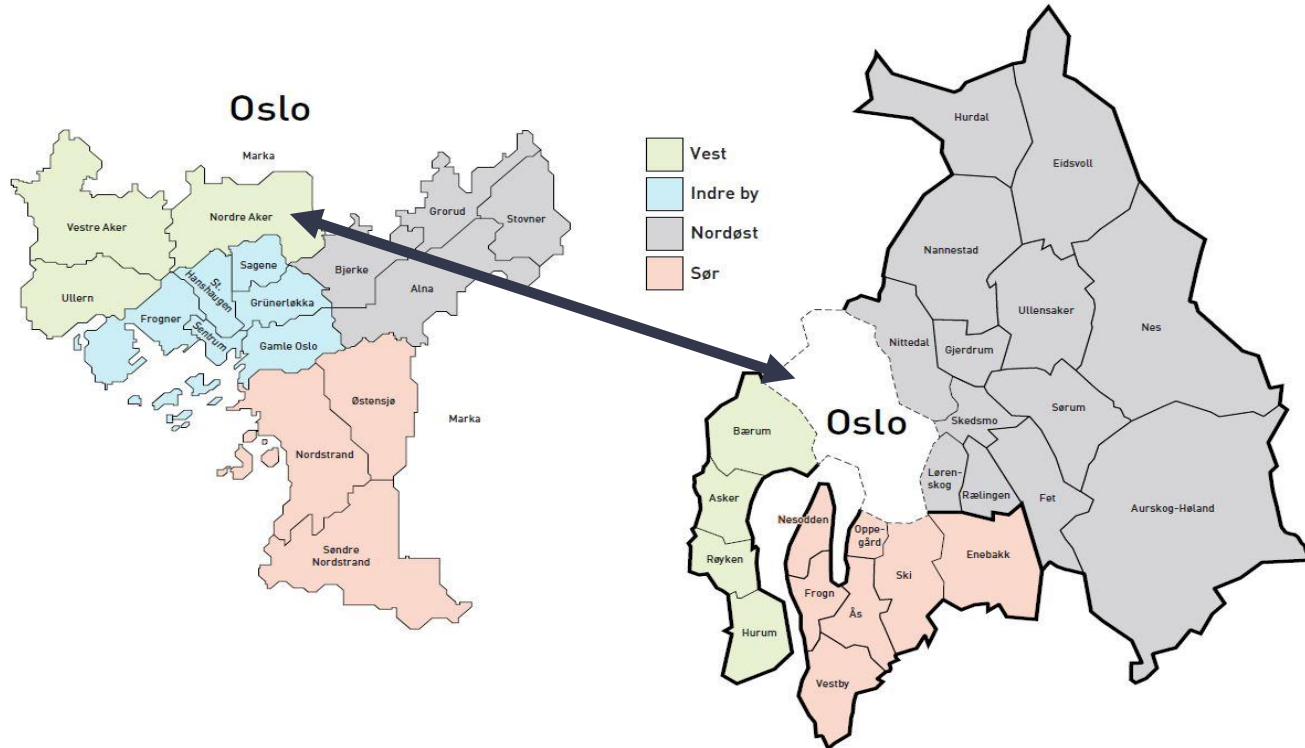 Oslo
Marka
Vestre Aker
Nordre Aker
Grorud
Stovner
Sagene
Bjerke
Alna
Ullern
St.
Hanshaugen
Grünerløkka
Frogner
Sentrum
Gamle Oslo
Østensjø
Marka
Nordstrand
Søndre
Nordstrand
Vest
Indre by
Nordøst
Sør
Hurdal
Eidsvoll
Nannestad
Ullensaker
Nes
Nittedal
Gjerdrum
Sørum
Skedsmo
Oslo
Bærum
Løren-
skog
Rælingen
Fet
Aurskog-Høland
Asker
Nesodden
Oppe-
gård
Enebakk
Røyken
Ski
Frogn
Ås
Hurum
Vestby